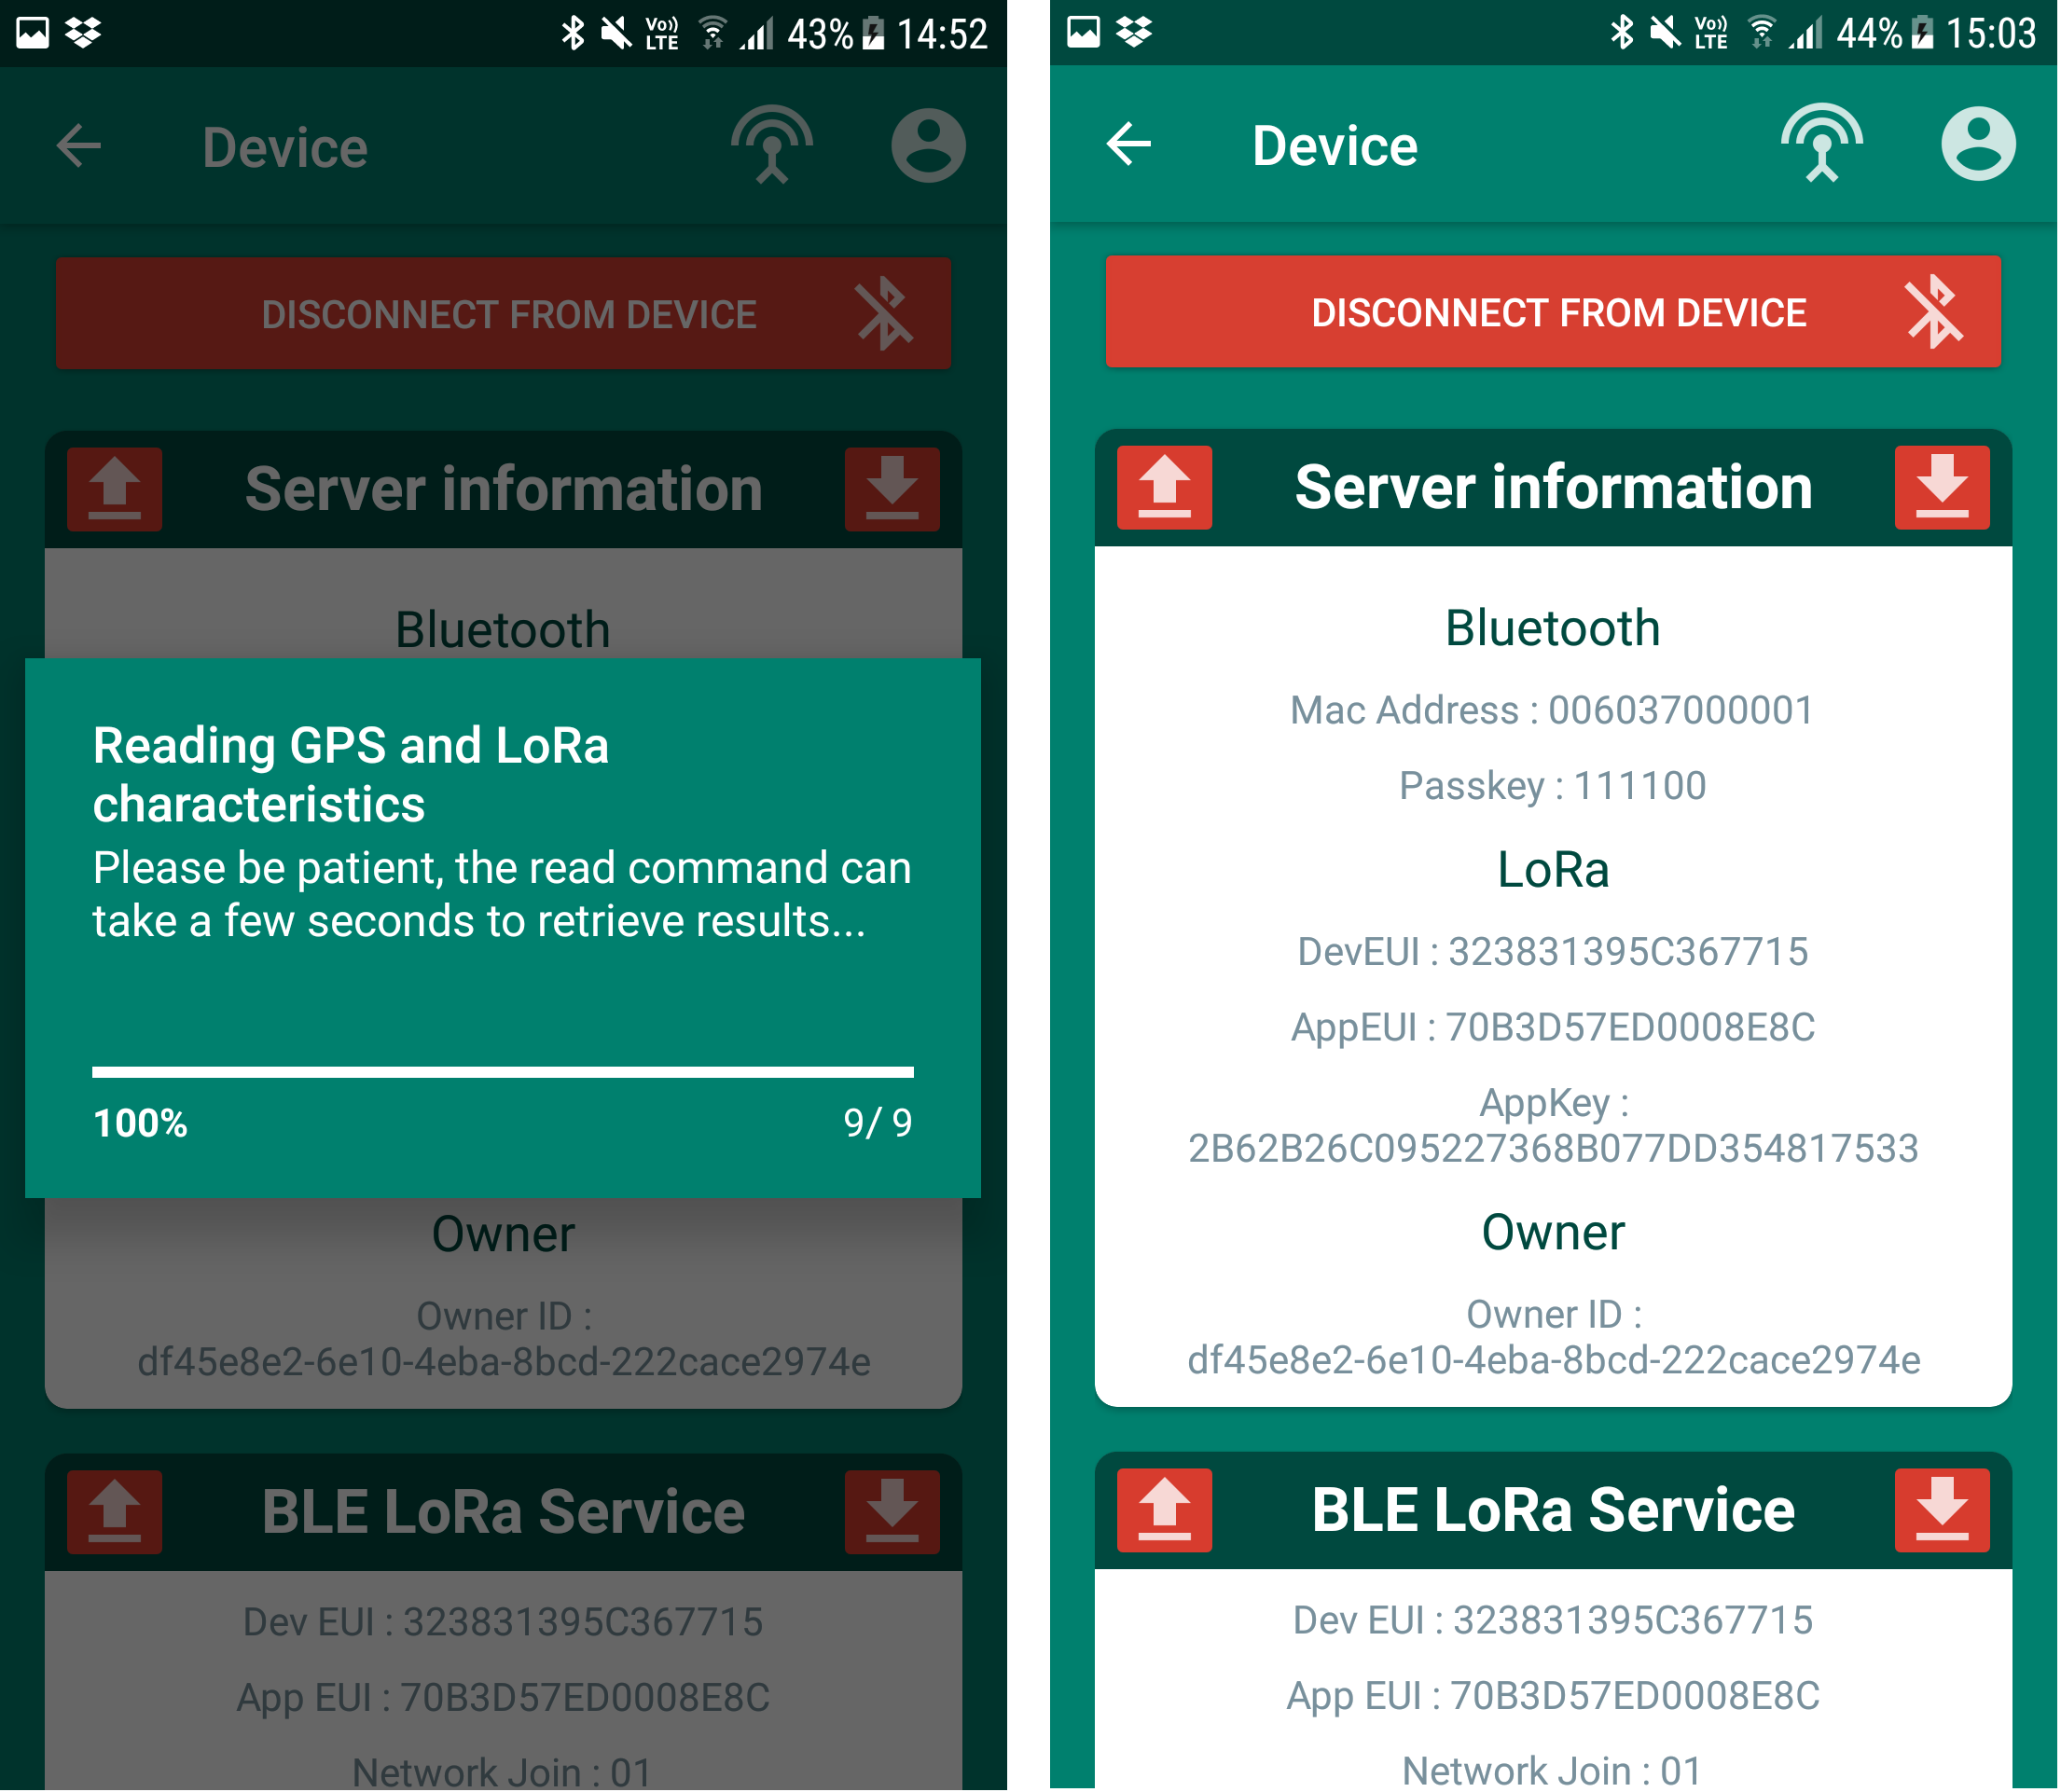 Vo)) LTE 43% 14:52
Device
DISCONNECT FROM DEVICE
Server information
Bluetooth
Reading GPS and LoRa
characteristics
Please be patient, the read command can
take a few seconds to retrieve results...
100% 9/ 9
Owner
Owner ID :
df45e8e2-6e10-4eba-8bcd-222cace2974e
BLE LoRa Service
Dev EUI : 323831395C367715
App EUI : 70B3D57ED0008E8C
Network Join : 01
Vo)) LTE 44% 15:03
Device
DISCONNECT FROM DEVICE
Server information
Bluetooth
Mac Address : 006037000001
Passkey : 111100
LoRa
DevEUI : 323831395C367715
AppEUI : 70B3D57ED0008E8C
AppKey :
2B62B26C095227368B077DD354817533
Owner
Owner ID :
df45e8e2-6e10-4eba-8bcd-222cace2974e
BLE LoRa Service
Dev EUI : 323831395C367715
App EUI : 70B3D57ED0008E8C
Network Join : 01